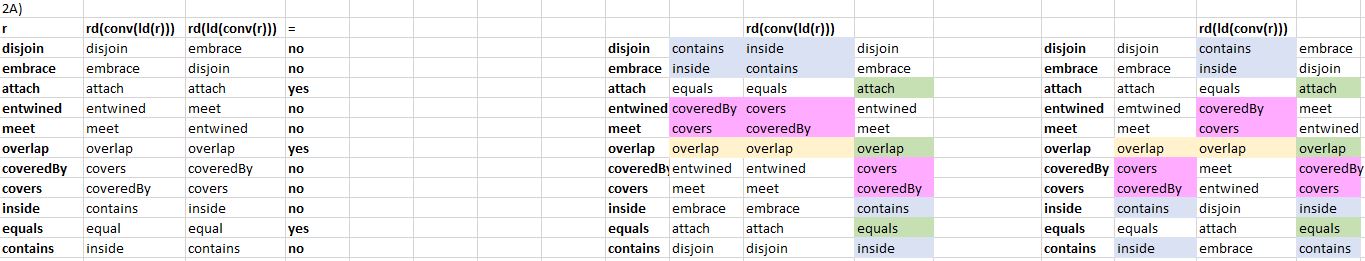 2A)
r rd(conv(ld(r))) rd(ld(conv(r))) = rd(conv(ld(r))) rd(ld(conv(r)))
disjoin disjoin embrace no disjoin contains inside disjoin disjoin disjoin contains embrace
embrace embrace disjoin no embrace inside contains embrace embrace embrace inside disjoin
attach attach attach yes attach equals equals attach attach attach equals attach
entwined entwined meet no entwined coveredBy covers entwined entwined emtwined coveredBy meet
meet meet entwined no meet covers coveredBy meet meet meet covers entwined
overlap overlap overlap yes overlap overlap overlap overlap overlap overlap overlap overlap
coveredBy covers coveredBy no coveredBy entwined entwined covers coveredBy covers meet coveredBy
covers coveredBy covers no covers meet meet coveredBy covers coveredBy entwined covers
inside contains inside no inside embrace embrace contains inside contains disjoin inside
equals equal equal yes equals attach attach equals equals equals attach equals
contains inside contains no contains disjoin disjoin inside contains inside embrace contains